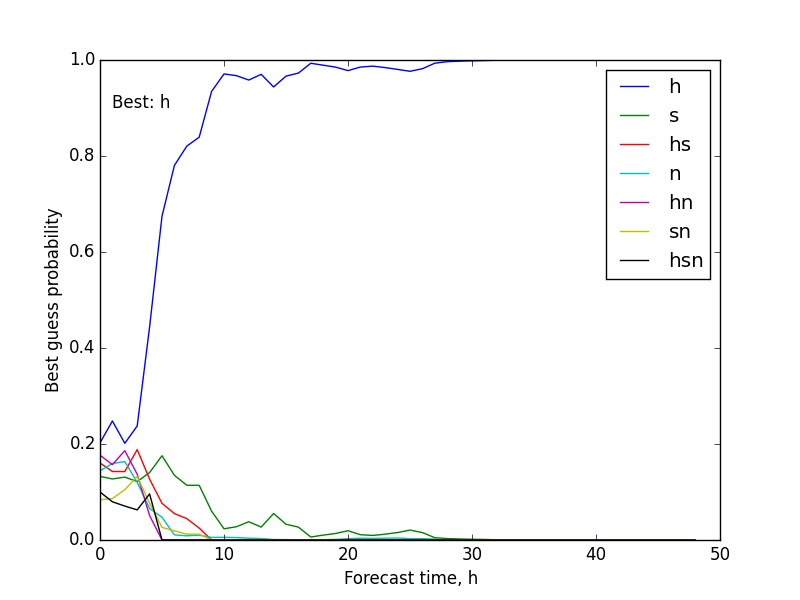 1.0
0.8
0.6
0.4
0.2
0.0
Best guess probability
Best: h
h
s
hs
n
hn
sn
hsn
0 10 20 30 40 50
Forecast time, h